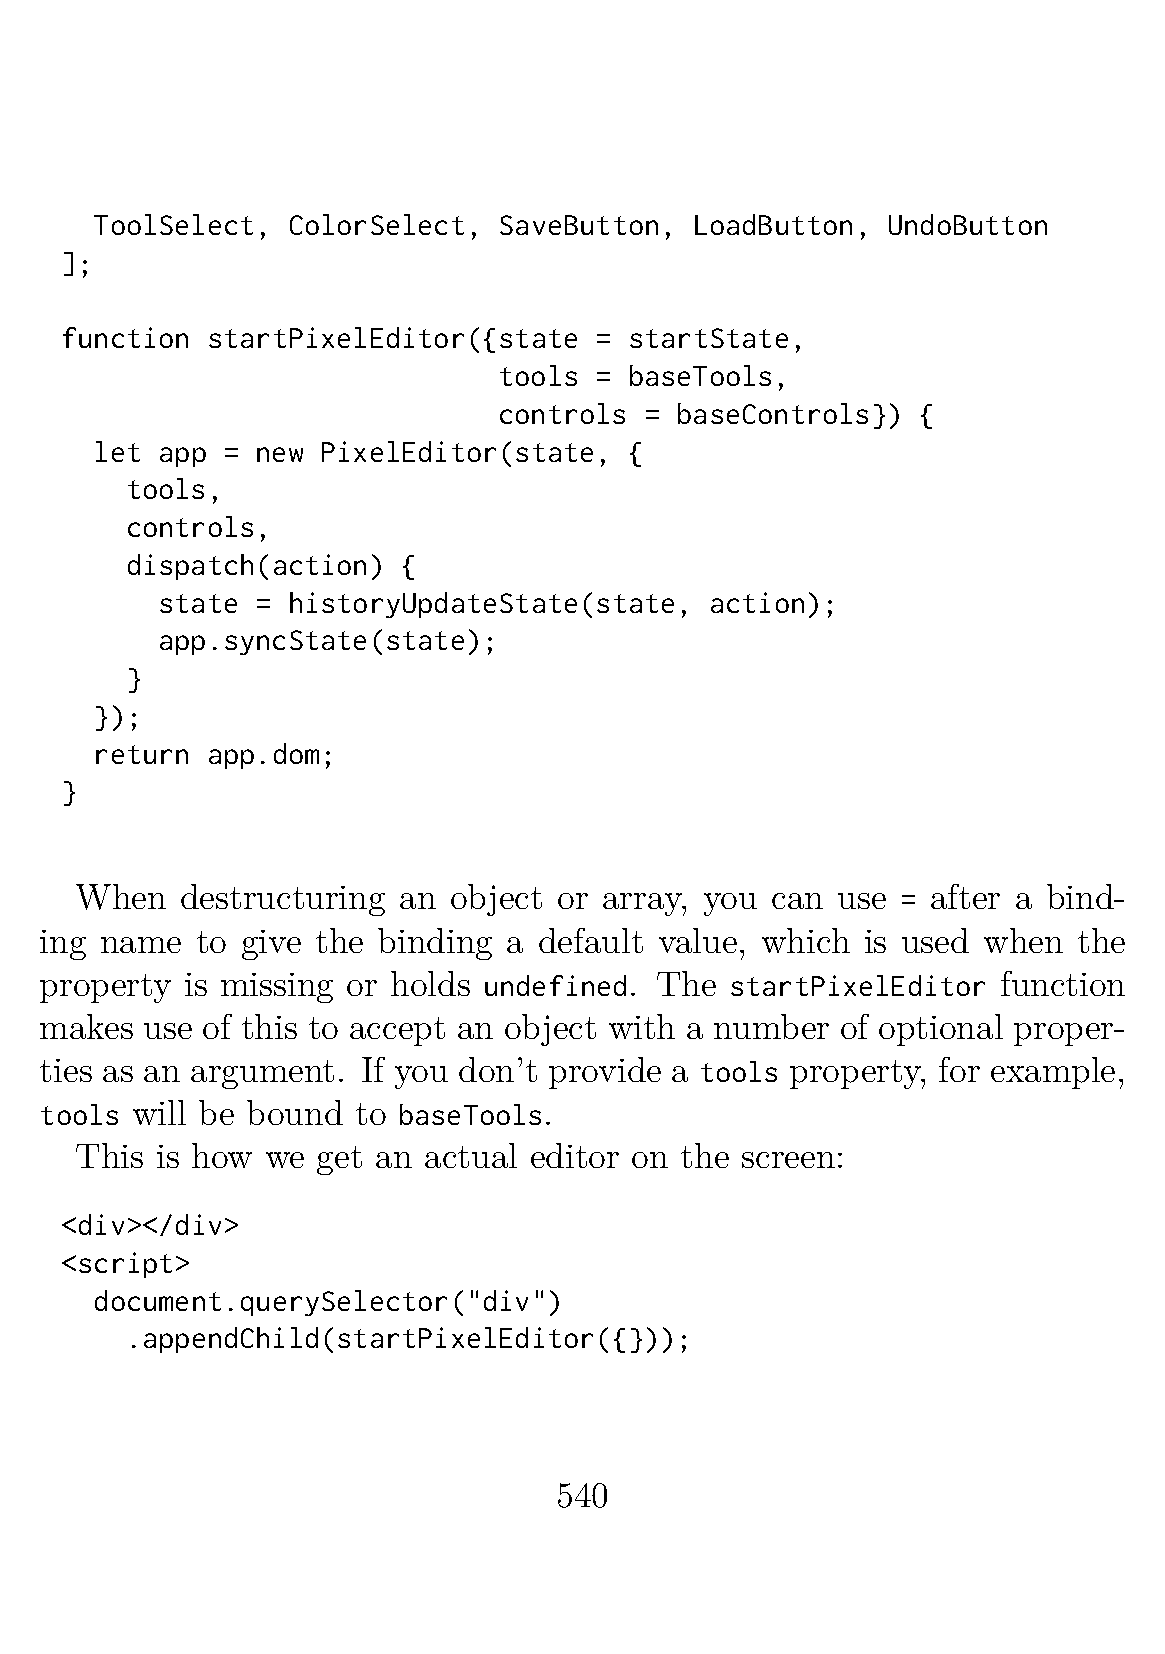 ToolSelect, ColorSelect, SaveButton, LoadButton, UndoButton
];

function startPixelEditor({state = startState,
                           tools = baseTools,
                           controls = baseControls}) {
  let app = new PixelEditor(state, {
    tools,
    controls,
    dispatch(action) {
      state = historyUpdateState(state, action);
      app.syncState(state);
    }
  });
  return app.dom;
}

When destructuring an object or array, you can use = after a bind-
ing name to give the binding a default value, which is used when the
property is missing or holds undefined. The startPixelEditor function
makes use of this to accept an object with a number of optional proper-
ties as an argument. If you don’t provide a tools property, for example,
tools will be bound to baseTools.
This is how we get an actual editor on the screen:

<div></div>
<script>
  document.querySelector("div")
    .appendChild(startPixelEditor({}));

540